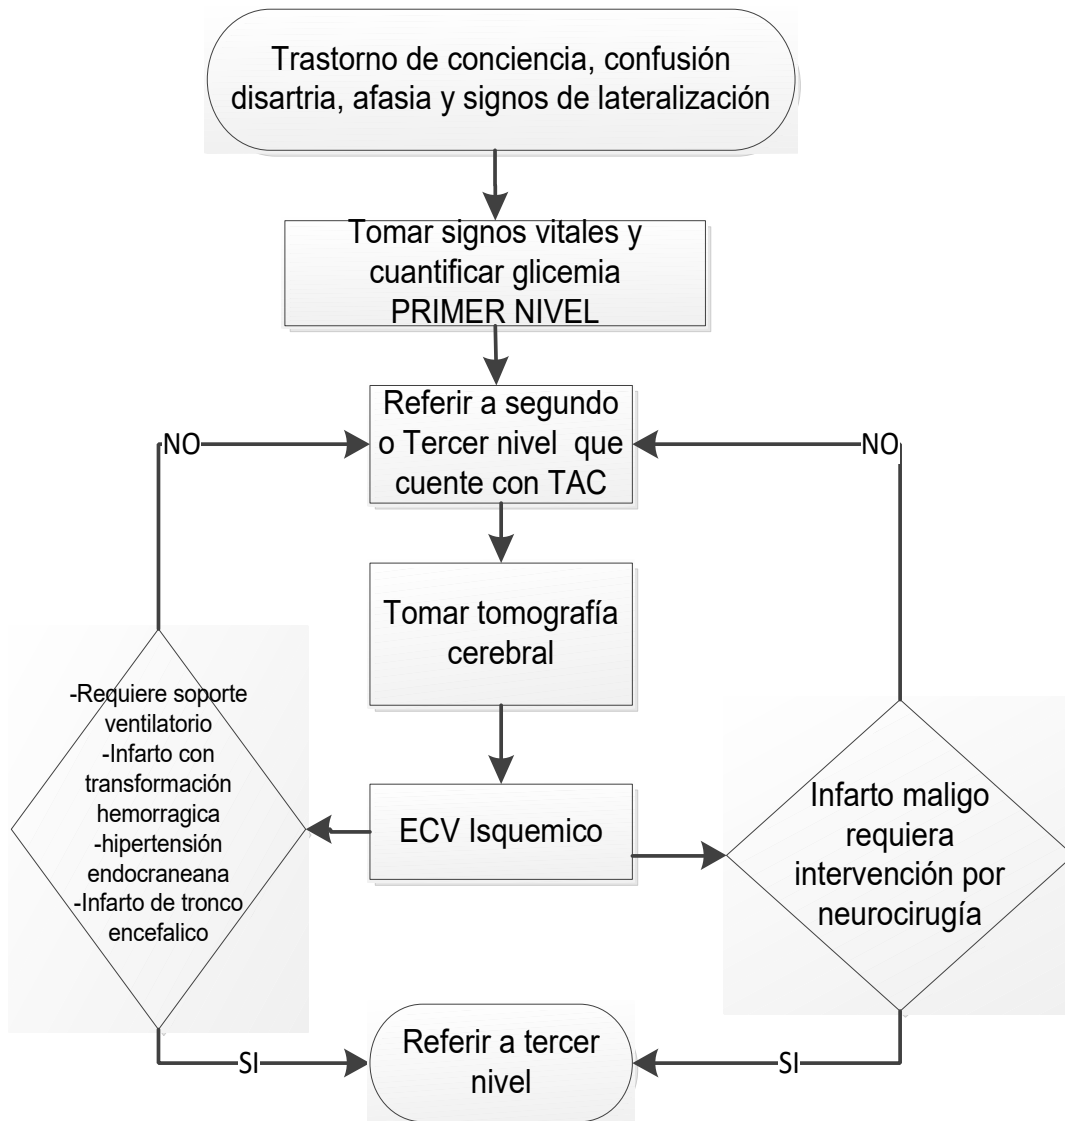 Trastorno de conciencia, confusión
disartria, afasia y signos de lateralización
Tomar signos vitales y
cuantificar glicemia
PRIMER NIVEL
Referir a segundo
o Tercer nivel que
cuente con TAC
NO
NO
Tomar tomografía
cerebral
-Requiere soporte
ventilatorio
-Infarto con
transformación
hemorragica
-hipertensión
endocraneana
-Infarto de tronco
encefalico
ECV Isquemico
Infarto maligo
requiera
intervención por
neurocirugía
Referir a tercer
nivel
SI
SI